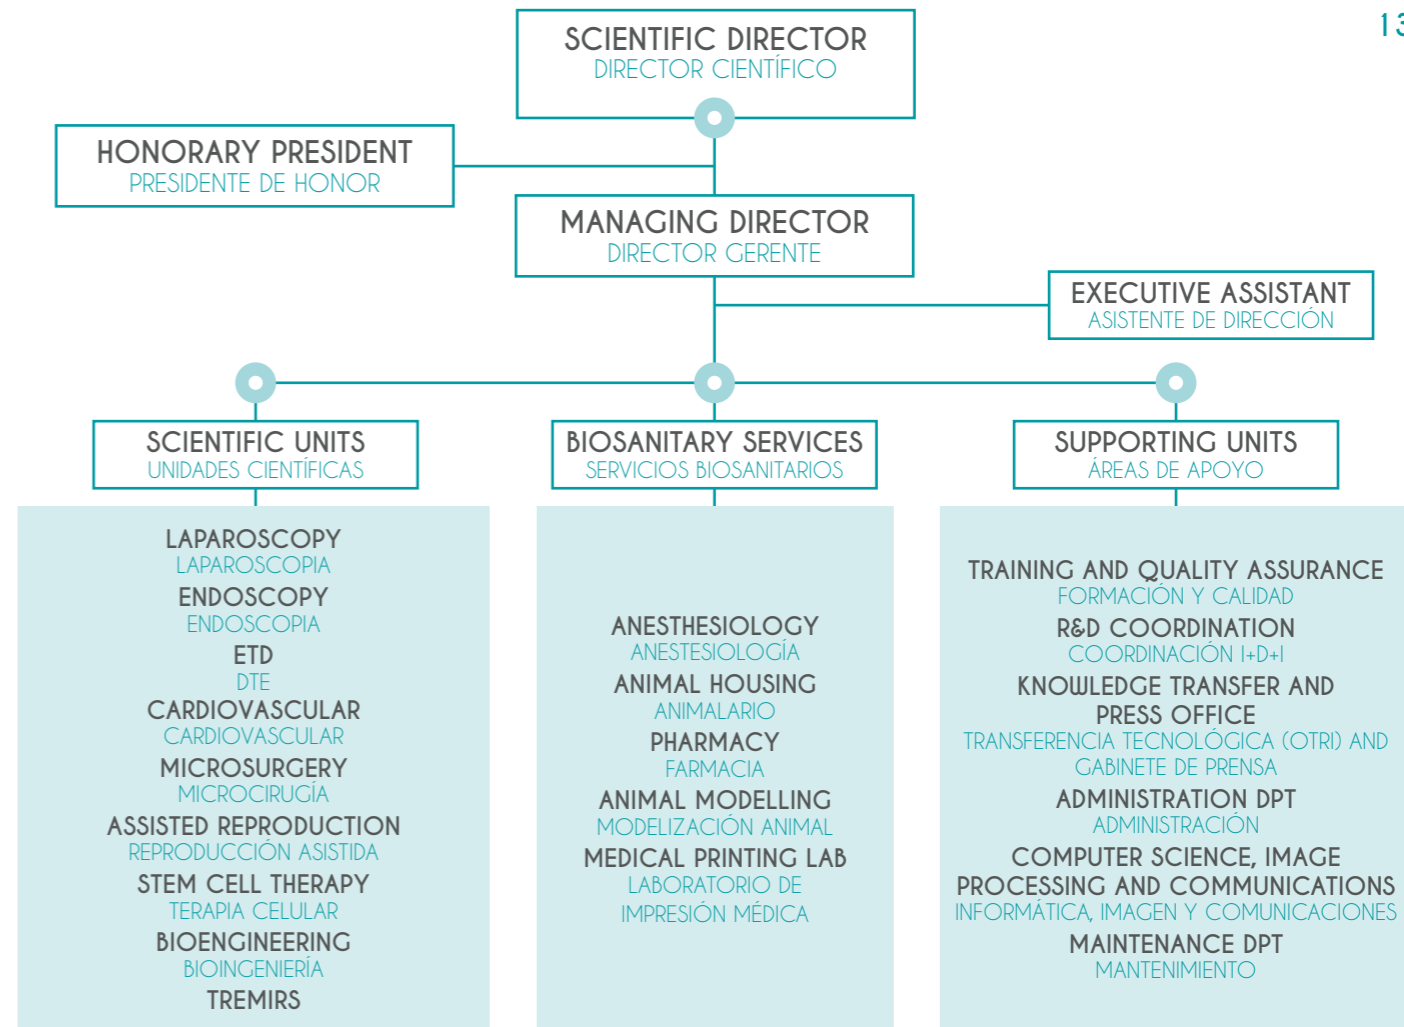 13
SCIENTIFIC DIRECTOR
DIRECTOR CIENTÍFICO
HONORARY PRESIDENT
PRESIDENTE DE HONOR
MANAGING DIRECTOR
DIRECTOR GERENTE
EXECUTIVE ASSISTANT
ASISTENTE DE DIRECCIÓN
SCIENTIFIC UNITS
UNIDADES CIENTÍFICAS
LAPAROSCOPY
LAPAROSCOPIA
ENDOSCOPY
ENDOSCOPIA
ETD
DTE
CARDIOVASCULAR
CARDIOVASCULAR
MICROSURGERY
MICROCIRUGÍA
ASSISTED REPRODUCTION
REPRODUCCIÓN ASISTIDA
STEM CELL THERAPY
TERAPIA CELULAR
BIOENGINEERING
BIOINGENIERÍA
TREMIRS
BIOSANITARY SERVICES
SERVICIOS BIOSANITARIOS
ANESTHESIOLOGY
ANESTESIOLOGÍA
ANIMAL HOUSING
ANIMALARIO
PHARMACY
FARMACIA
ANIMAL MODELLING
MODELIZACIÓN ANIMAL
MEDICAL PRINTING LAB
LABORATORIO DE
IMPRESIÓN MÉDICA
SUPPORTING UNITS
ÁREAS DE APOYO
TRAINING AND QUALITY ASSURANCE
FORMACIÓN Y CALIDAD
R&D COORDINATION
COORDINACIÓN I+D+I
KNOWLEDGE TRANSFER AND
PRESS OFFICE
TRANSFERENCIA TECNOLÓGICA (OTRI) AND
GABINETE DE PRENSA
ADMINISTRATION DPT
ADMINISTRACIÓN
COMPUTER SCIENCE, IMAGE
PROCESSING AND COMMUNICATIONS
INFORMÁTICA, IMAGEN Y COMUNICACIONES
MAINTENANCE DPT
MANTENIMIENTO